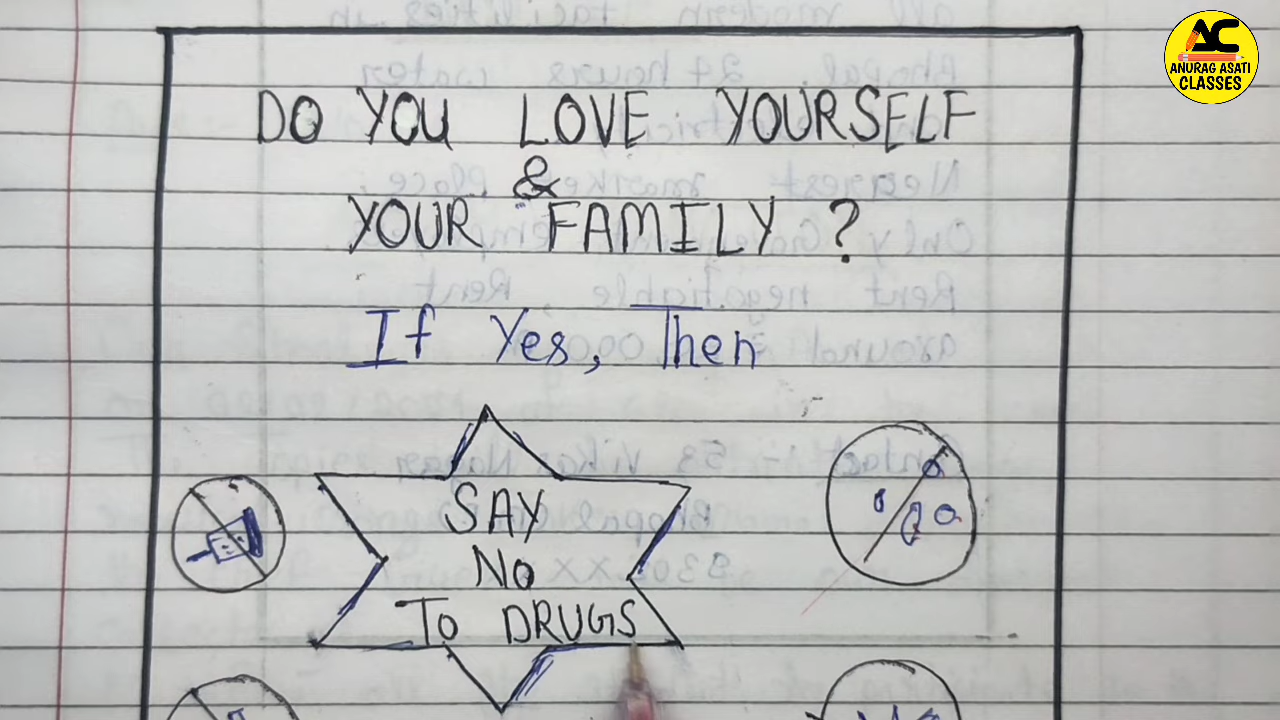 AC
ANURAG ASATI
CLASSES
DO YOU LOVE YOURSELF
&
YOUR FAMILY ?
If Yes, Then
SAY
No
To DRUGS